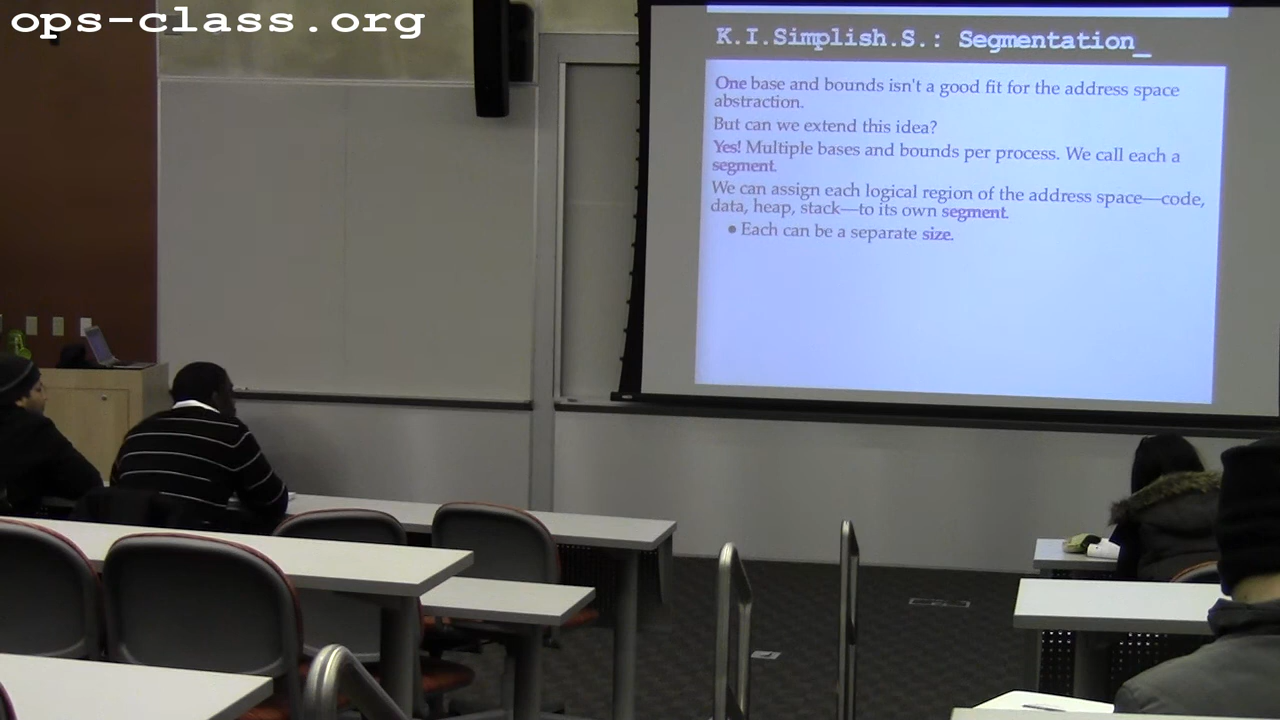 ops-class.org
K.I.Simplish.S.: Segmentation_
One base and bounds isn't a good fit for the address space
abstraction.
But can we extend this idea?
Yes! Multiple bases and bounds per process. We call each a
segment.
We can assign each logical region of the address space—code,
data, heap, stack—to its own segment.
• Each can be a separate size.